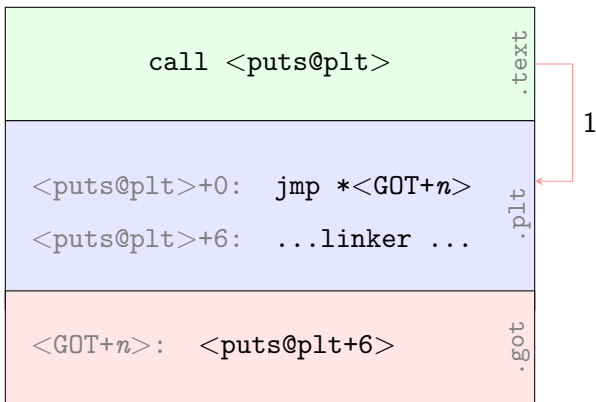 call <puts@plt>
.text
1
<puts@plt>+0: jmp *<GOT+n>
<puts@plt>+6: ...linker ...
.plt
<GOT+n>: <puts@plt+6>
.got